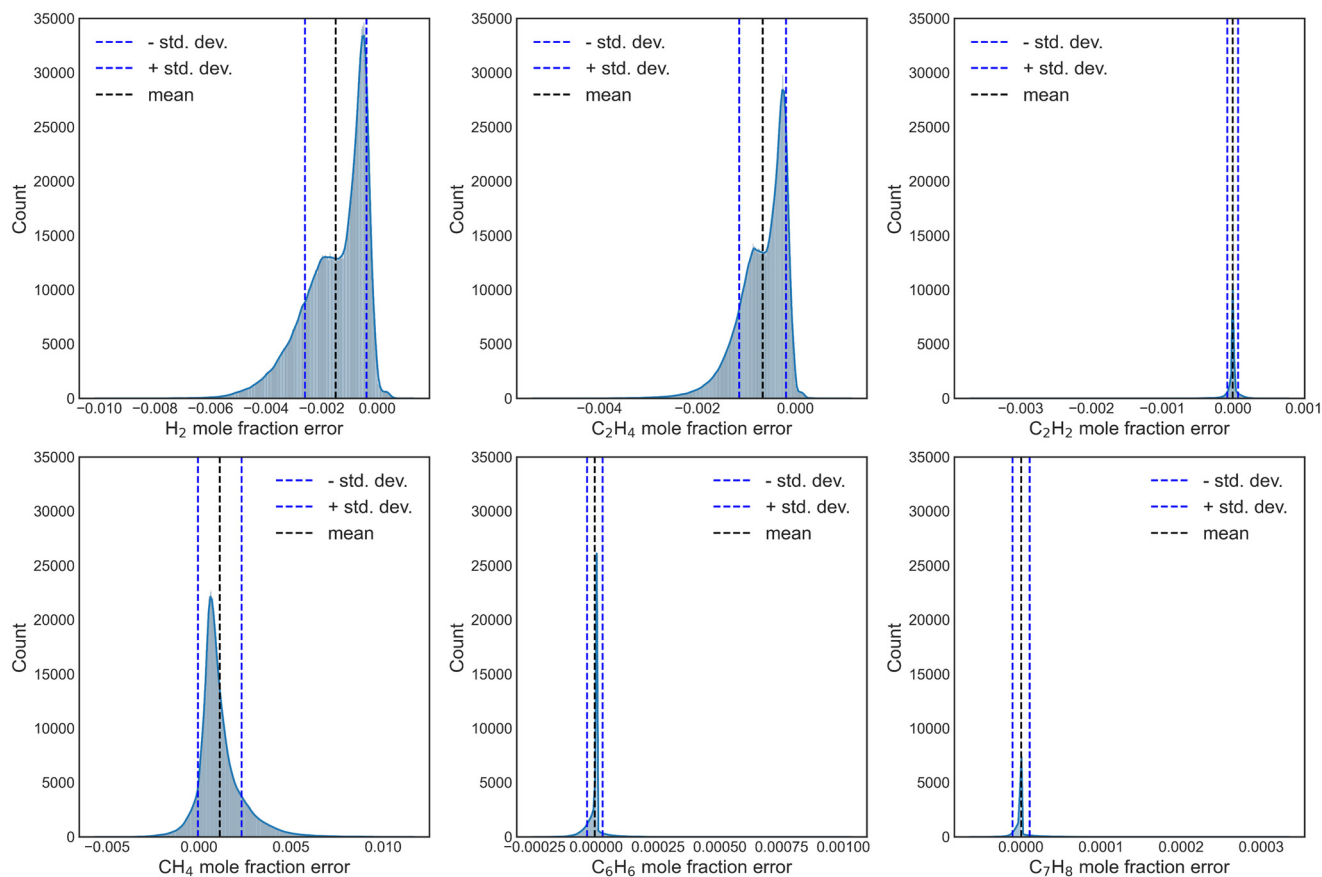 35000
30000
25000
20000
15000
10000
5000
0
Count
- std. dev.
+ std. dev.
mean
−0.010 −0.008 −0.006 −0.004 −0.002 0.000
H₂ mole fraction error
35000
30000
25000
20000
15000
10000
5000
0
Count
- std. dev.
+ std. dev.
mean
−0.004 −0.002 0.000
C₂H₄ mole fraction error
35000
30000
25000
20000
15000
10000
5000
0
Count
- std. dev.
+ std. dev.
mean
−0.003 −0.002 −0.001 0.000 0.001
C₂H₂ mole fraction error
35000
30000
25000
20000
15000
10000
5000
0
Count
- std. dev.
+ std. dev.
mean
−0.005 0.000 0.005 0.010
CH₄ mole fraction error
35000
30000
25000
20000
15000
10000
5000
0
Count
- std. dev.
+ std. dev.
mean
−0.00025 0.00000 0.00025 0.00050 0.00075 0.00100
C₆H₆ mole fraction error
35000
30000
25000
20000
15000
10000
5000
0
Count
- std. dev.
+ std. dev.
mean
0.0000 0.0001 0.0002 0.0003
C₇H₈ mole fraction error